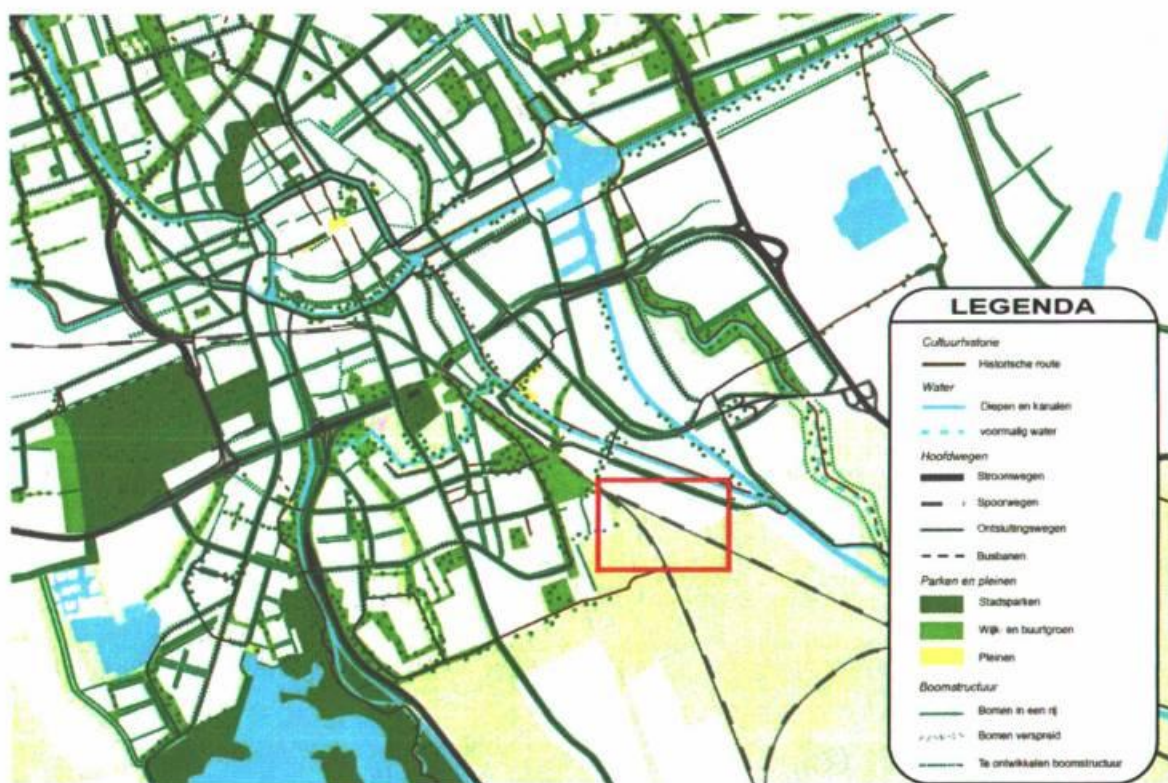 LEGENDA
Cultuurhistorie
Historische route
Water
Diepen en kanalen
voormalig water
Hoofdwegen
Stroomwegen
Spoorwegen
Ontsluitingswegen
Busbanen
Parken en pleinen
Stadsparken
Wijk- en buurtgroen
Pleinen
Boomstructuur
Bomen in een rij
Bomen verspreid
Te ontwikkelen boomstructuur